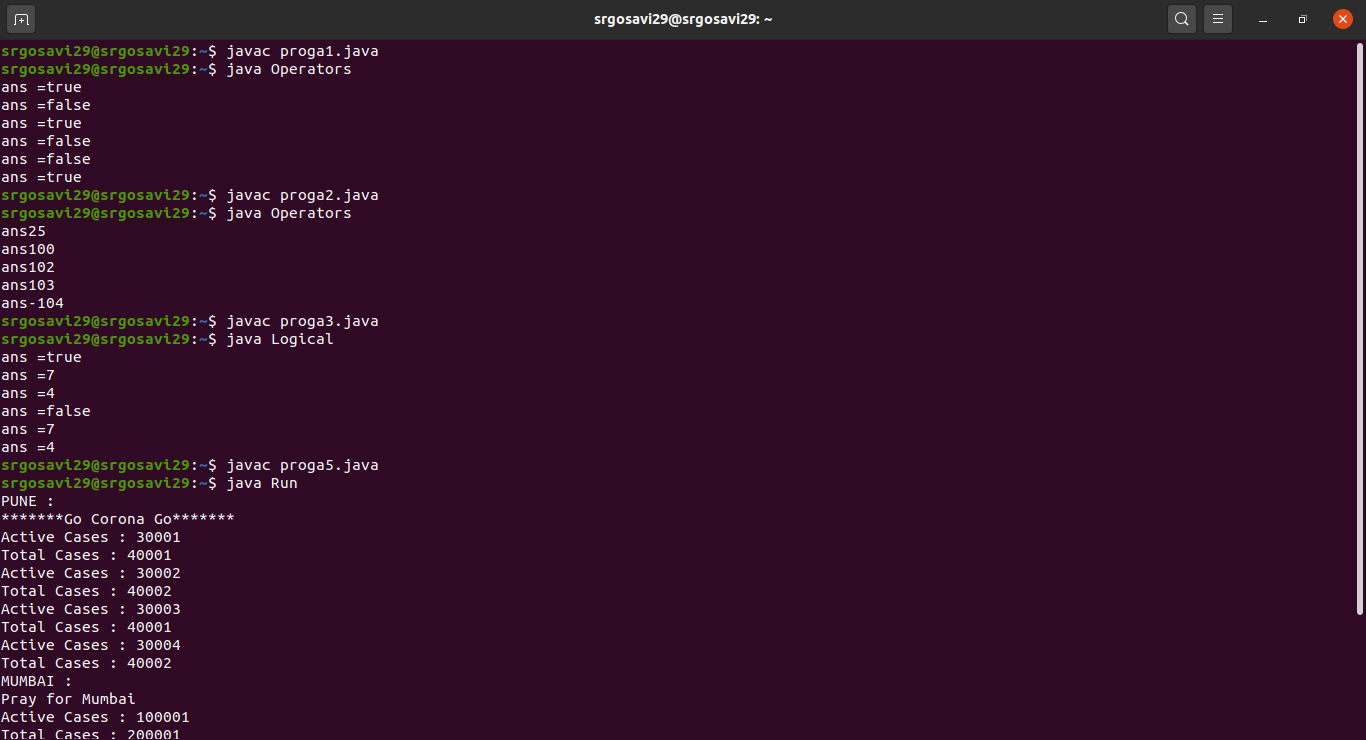 srgosavi29@srgosavi29: ~
srgosavi29@srgosavi29:~$ javac proga1.java
srgosavi29@srgosavi29:~$ java Operators
ans =true
ans =false
ans =true
ans =false
ans =false
ans =true
srgosavi29@srgosavi29:~$ javac proga2.java
srgosavi29@srgosavi29:~$ java Operators
ans25
ans100
ans102
ans103
ans-104
srgosavi29@srgosavi29:~$ javac proga3.java
srgosavi29@srgosavi29:~$ java Logical
ans =true
ans =7
ans =4
ans =false
ans =7
ans =4
srgosavi29@srgosavi29:~$ javac proga5.java
srgosavi29@srgosavi29:~$ java Run
PUNE :
*******Go Corona Go*******
Active Cases : 30001
Total Cases : 40001
Active Cases : 30002
Total Cases : 40002
Active Cases : 30003
Total Cases : 40001
Active Cases : 30004
Total Cases : 40002
MUMBAI :
Pray for Mumbai
Active Cases : 100001
Total Cases : 200001